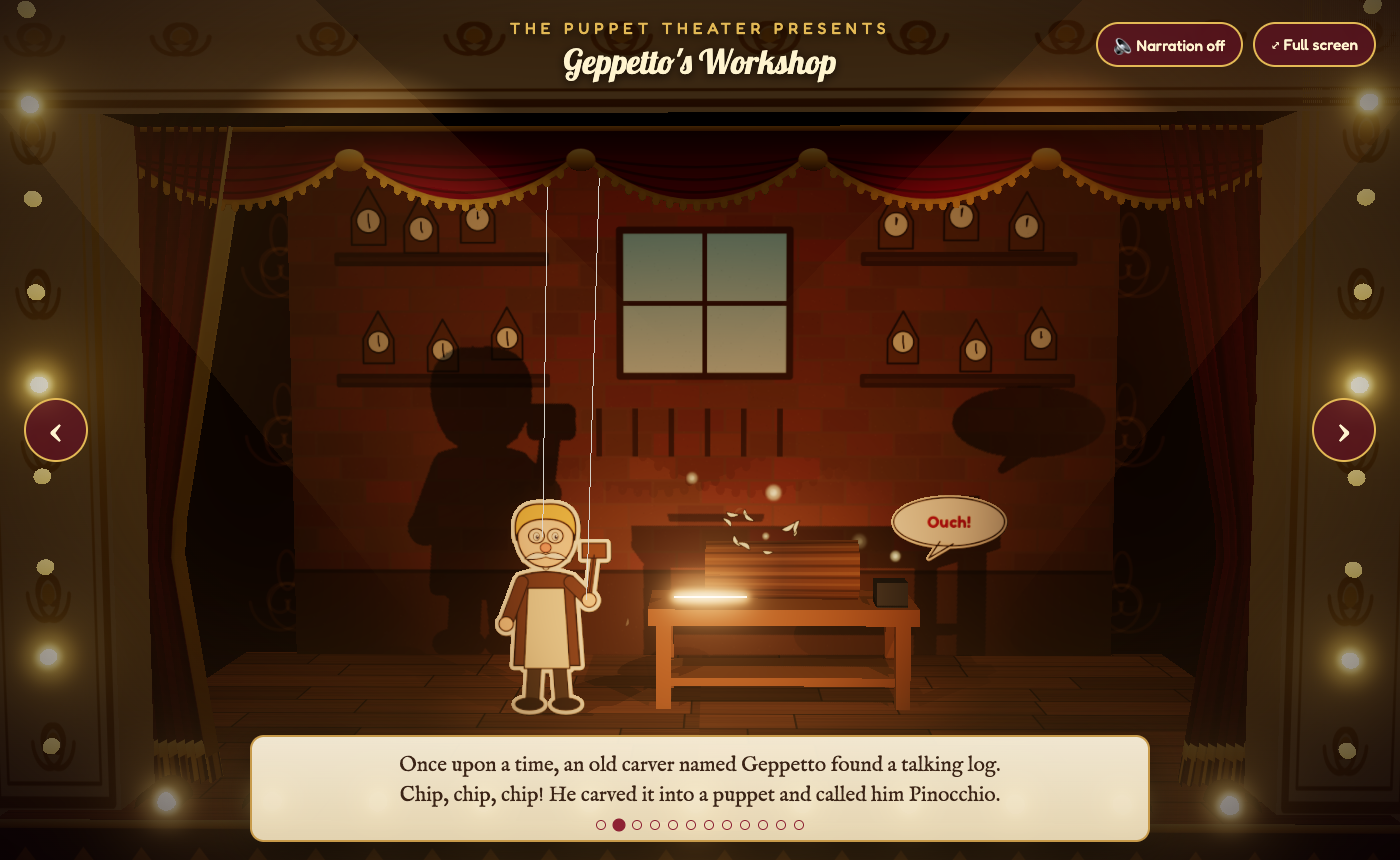 THE PUPPET THEATER PRESENTS
Geppetto's Workshop
Narration off
Full screen
Ouch!
Once upon a time, an old carver named Geppetto found a talking log.
Chip, chip, chip! He carved it into a puppet and called him Pinocchio.